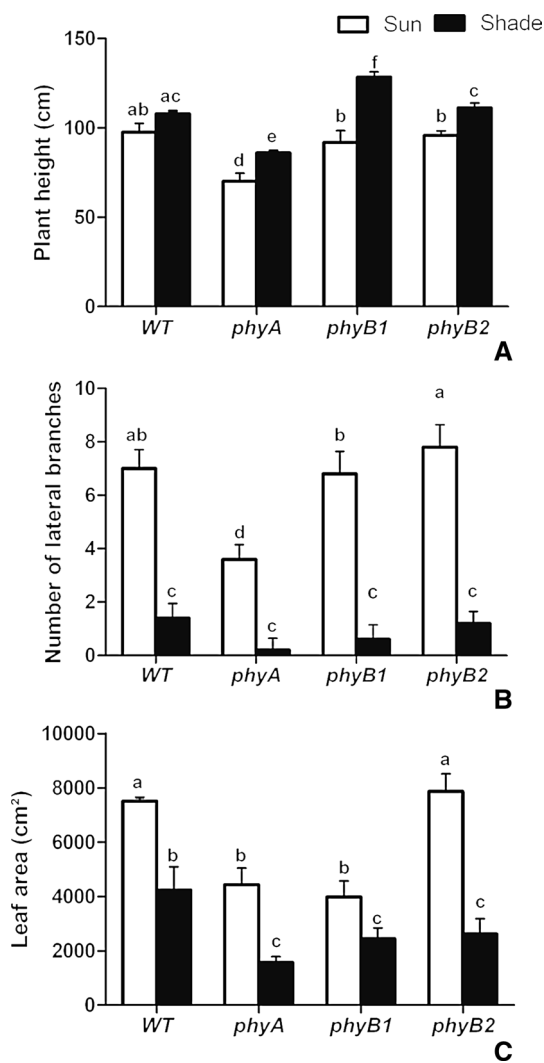 Sun Shade
150
100
50
0
Plant height (cm)
ab ac d e b f b c
WT phyA phyB1 phyB2
A
10
8
6
4
2
0
Number of lateral branches
ab c d c b c a c
WT phyA phyB1 phyB2
B
10000
8000
6000
4000
2000
0
Leaf area (cm²)
a b b c b c a c
WT phyA phyB1 phyB2
C